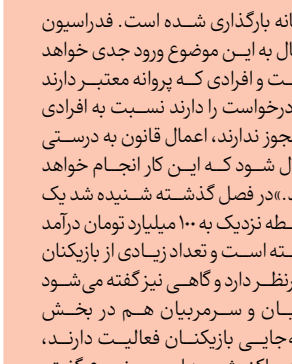 انه بارگذاری شده است. فدراسیون
ال به این موضوع ورود جدی خواهد
ت و افرادی که پروانه معتبر دارند
درخواست را دارند نسبت به افرادی
جوز ندارند، اعمال قانون به درستی
ل شود که این کار انجام خواهد
د.»در فصل گذشته شنیده شد یک
طه نزدیک به ۱۰۰ میلیارد تومان درآمد
ته است و تعداد زیادی از بازیکنان
رنظر دارد و گاهی نیز گفته می‌شود
یان و سرمربیان هم در بخش
ه‌جایی بازیکنان فعالیت دارند،